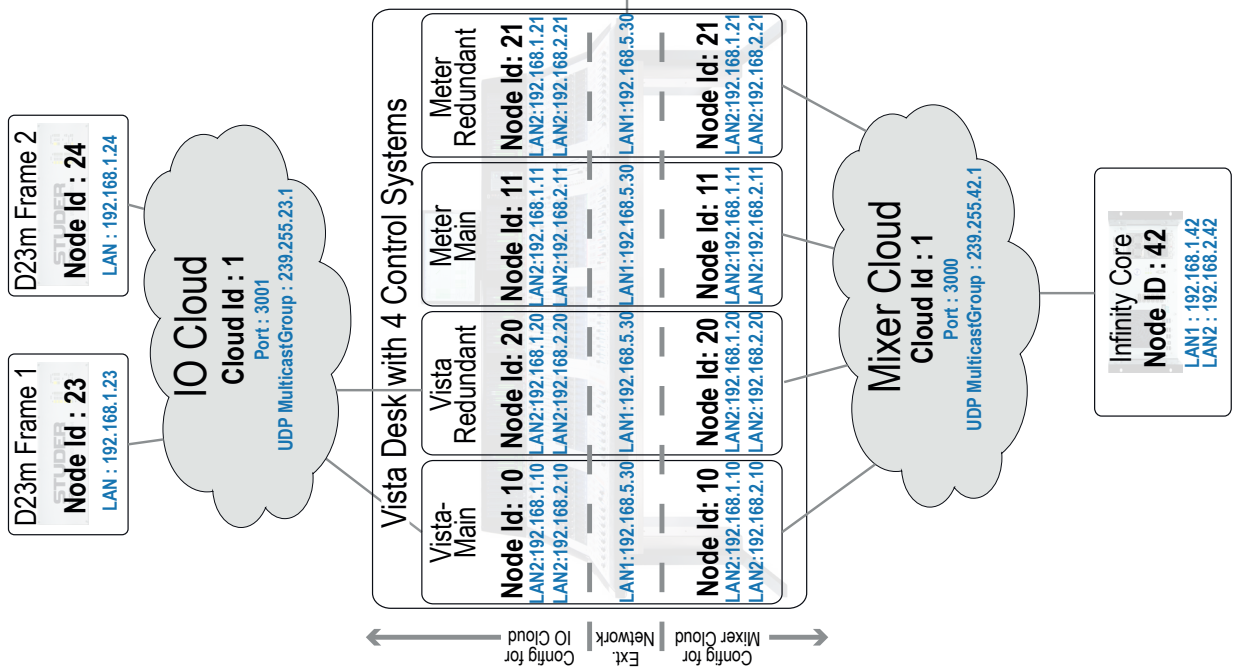 D23m Frame 1
STUDER
Node Id : 23
LAN : 192.168.1.23
D23m Frame 2
STUDER
Node Id : 24
LAN : 192.168.1.24
IO Cloud
Cloud Id : 1
Port : 3001
UDP MulticastGroup : 239.255.23.1
Vista Desk with 4 Control Systems
Vista-
Main
Node Id: 10
LAN2:192.168.1.10
LAN2:192.168.2.10
LAN1:192.168.5.30
Node Id: 10
LAN2:192.168.1.10
LAN2:192.168.2.10
Vista
Redundant
Node Id: 20
LAN2:192.168.1.20
LAN2:192.168.2.20
LAN1:192.168.5.30
Node Id: 20
LAN2:192.168.1.20
LAN2:192.168.2.20
Meter
Main
Node Id: 11
LAN2:192.168.1.11
LAN2:192.168.2.11
LAN1:192.168.5.30
Node Id: 11
LAN2:192.168.1.11
LAN2:192.168.2.11
Meter
Redundant
Node Id: 21
LAN2:192.168.1.21
LAN2:192.168.2.21
LAN1:192.168.5.30
Node Id: 21
LAN2:192.168.1.21
LAN2:192.168.2.21
Config for
IO Cloud
Ext.
Network
Config for
Mixer Cloud
Mixer Cloud
Cloud Id : 1
Port : 3000
UDP MulticastGroup : 239.255.42.1
Infinity Core
Node ID : 42
LAN1 : 192.168.1.42
LAN2 : 192.168.2.42